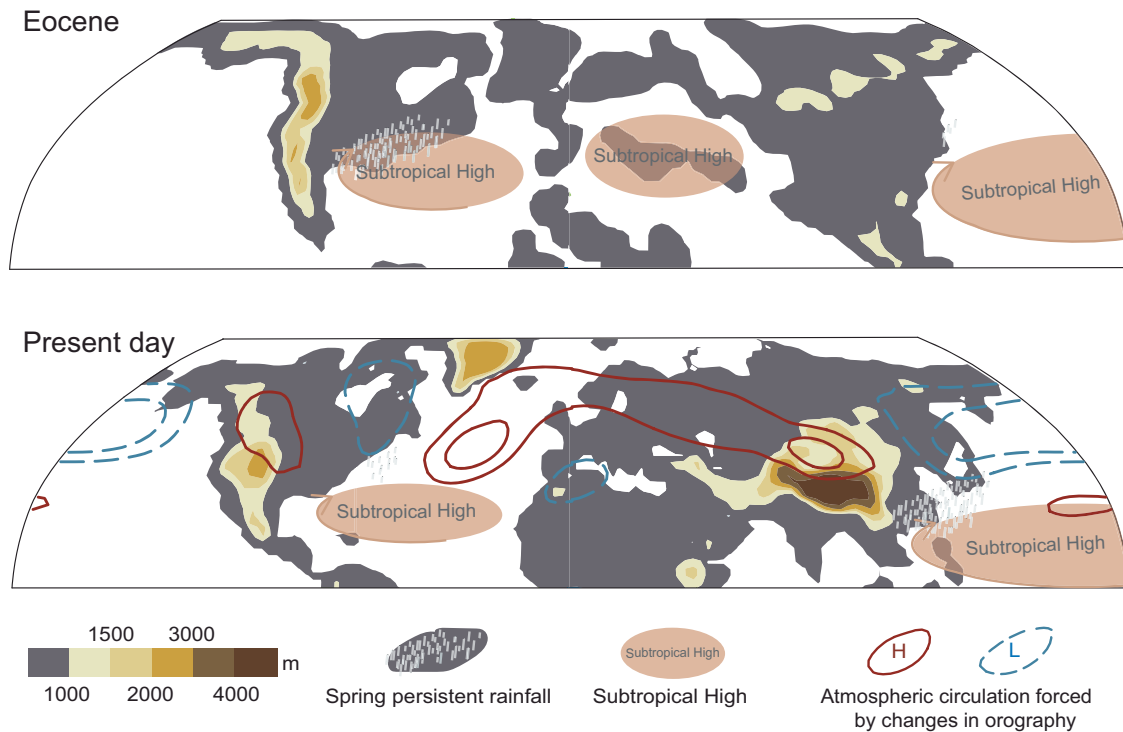 Eocene
Subtropical High
Subtropical High
Subtropical High
Present day
Subtropical High
Subtropical High
1500 3000
m
1000 2000 4000
Spring persistent rainfall
Subtropical High
Subtropical High
H
L
Atmospheric circulation forced
by changes in orography